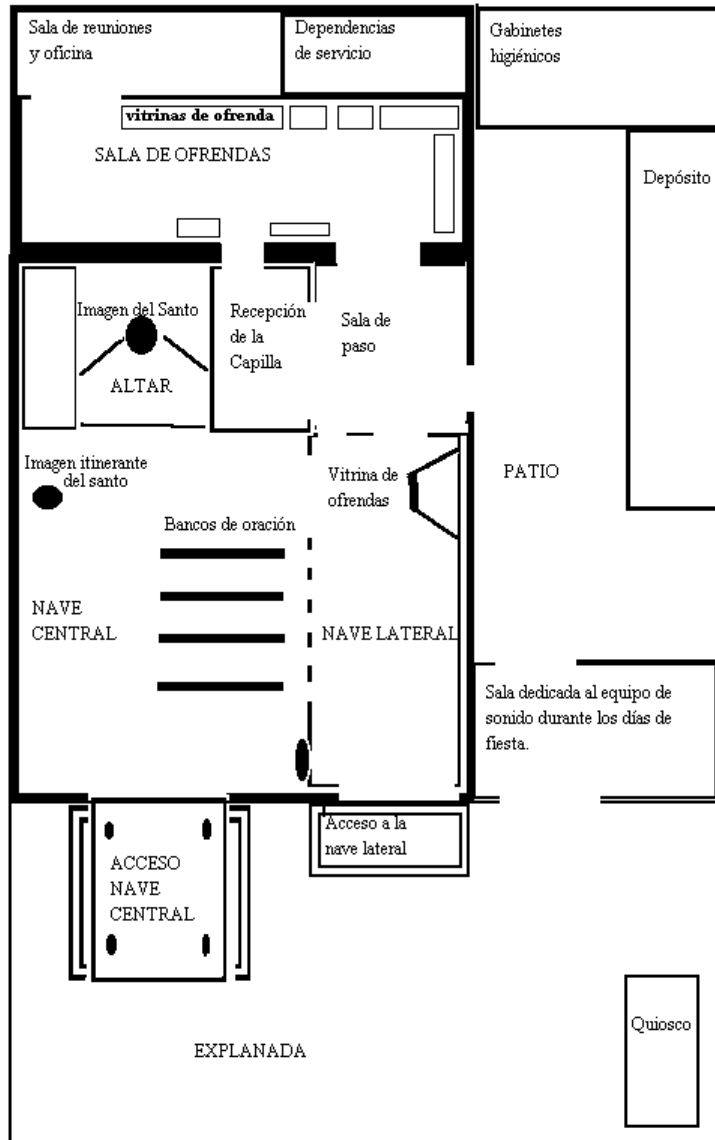 Sala de reuniones
y oficina
Dependencias
de servicio
Gabinetes
higiénicos
vitrinas de ofrenda
SALA DE OFRENDAS
Depósito
Imagen del Santo
ALTAR
Recepción
de la
Capilla
Sala de
paso
Imagen itinerante
del santo
Vitrina de
ofrendas
PATIO
Bancos de oración
NAVE
CENTRAL
NAVE LATERAL
Sala dedicada al equipo de
sonido durante los días de
fiesta.
Acceso a la
nave lateral
ACCESO
NAVE
CENTRAL
Quiosco
EXPLANADA